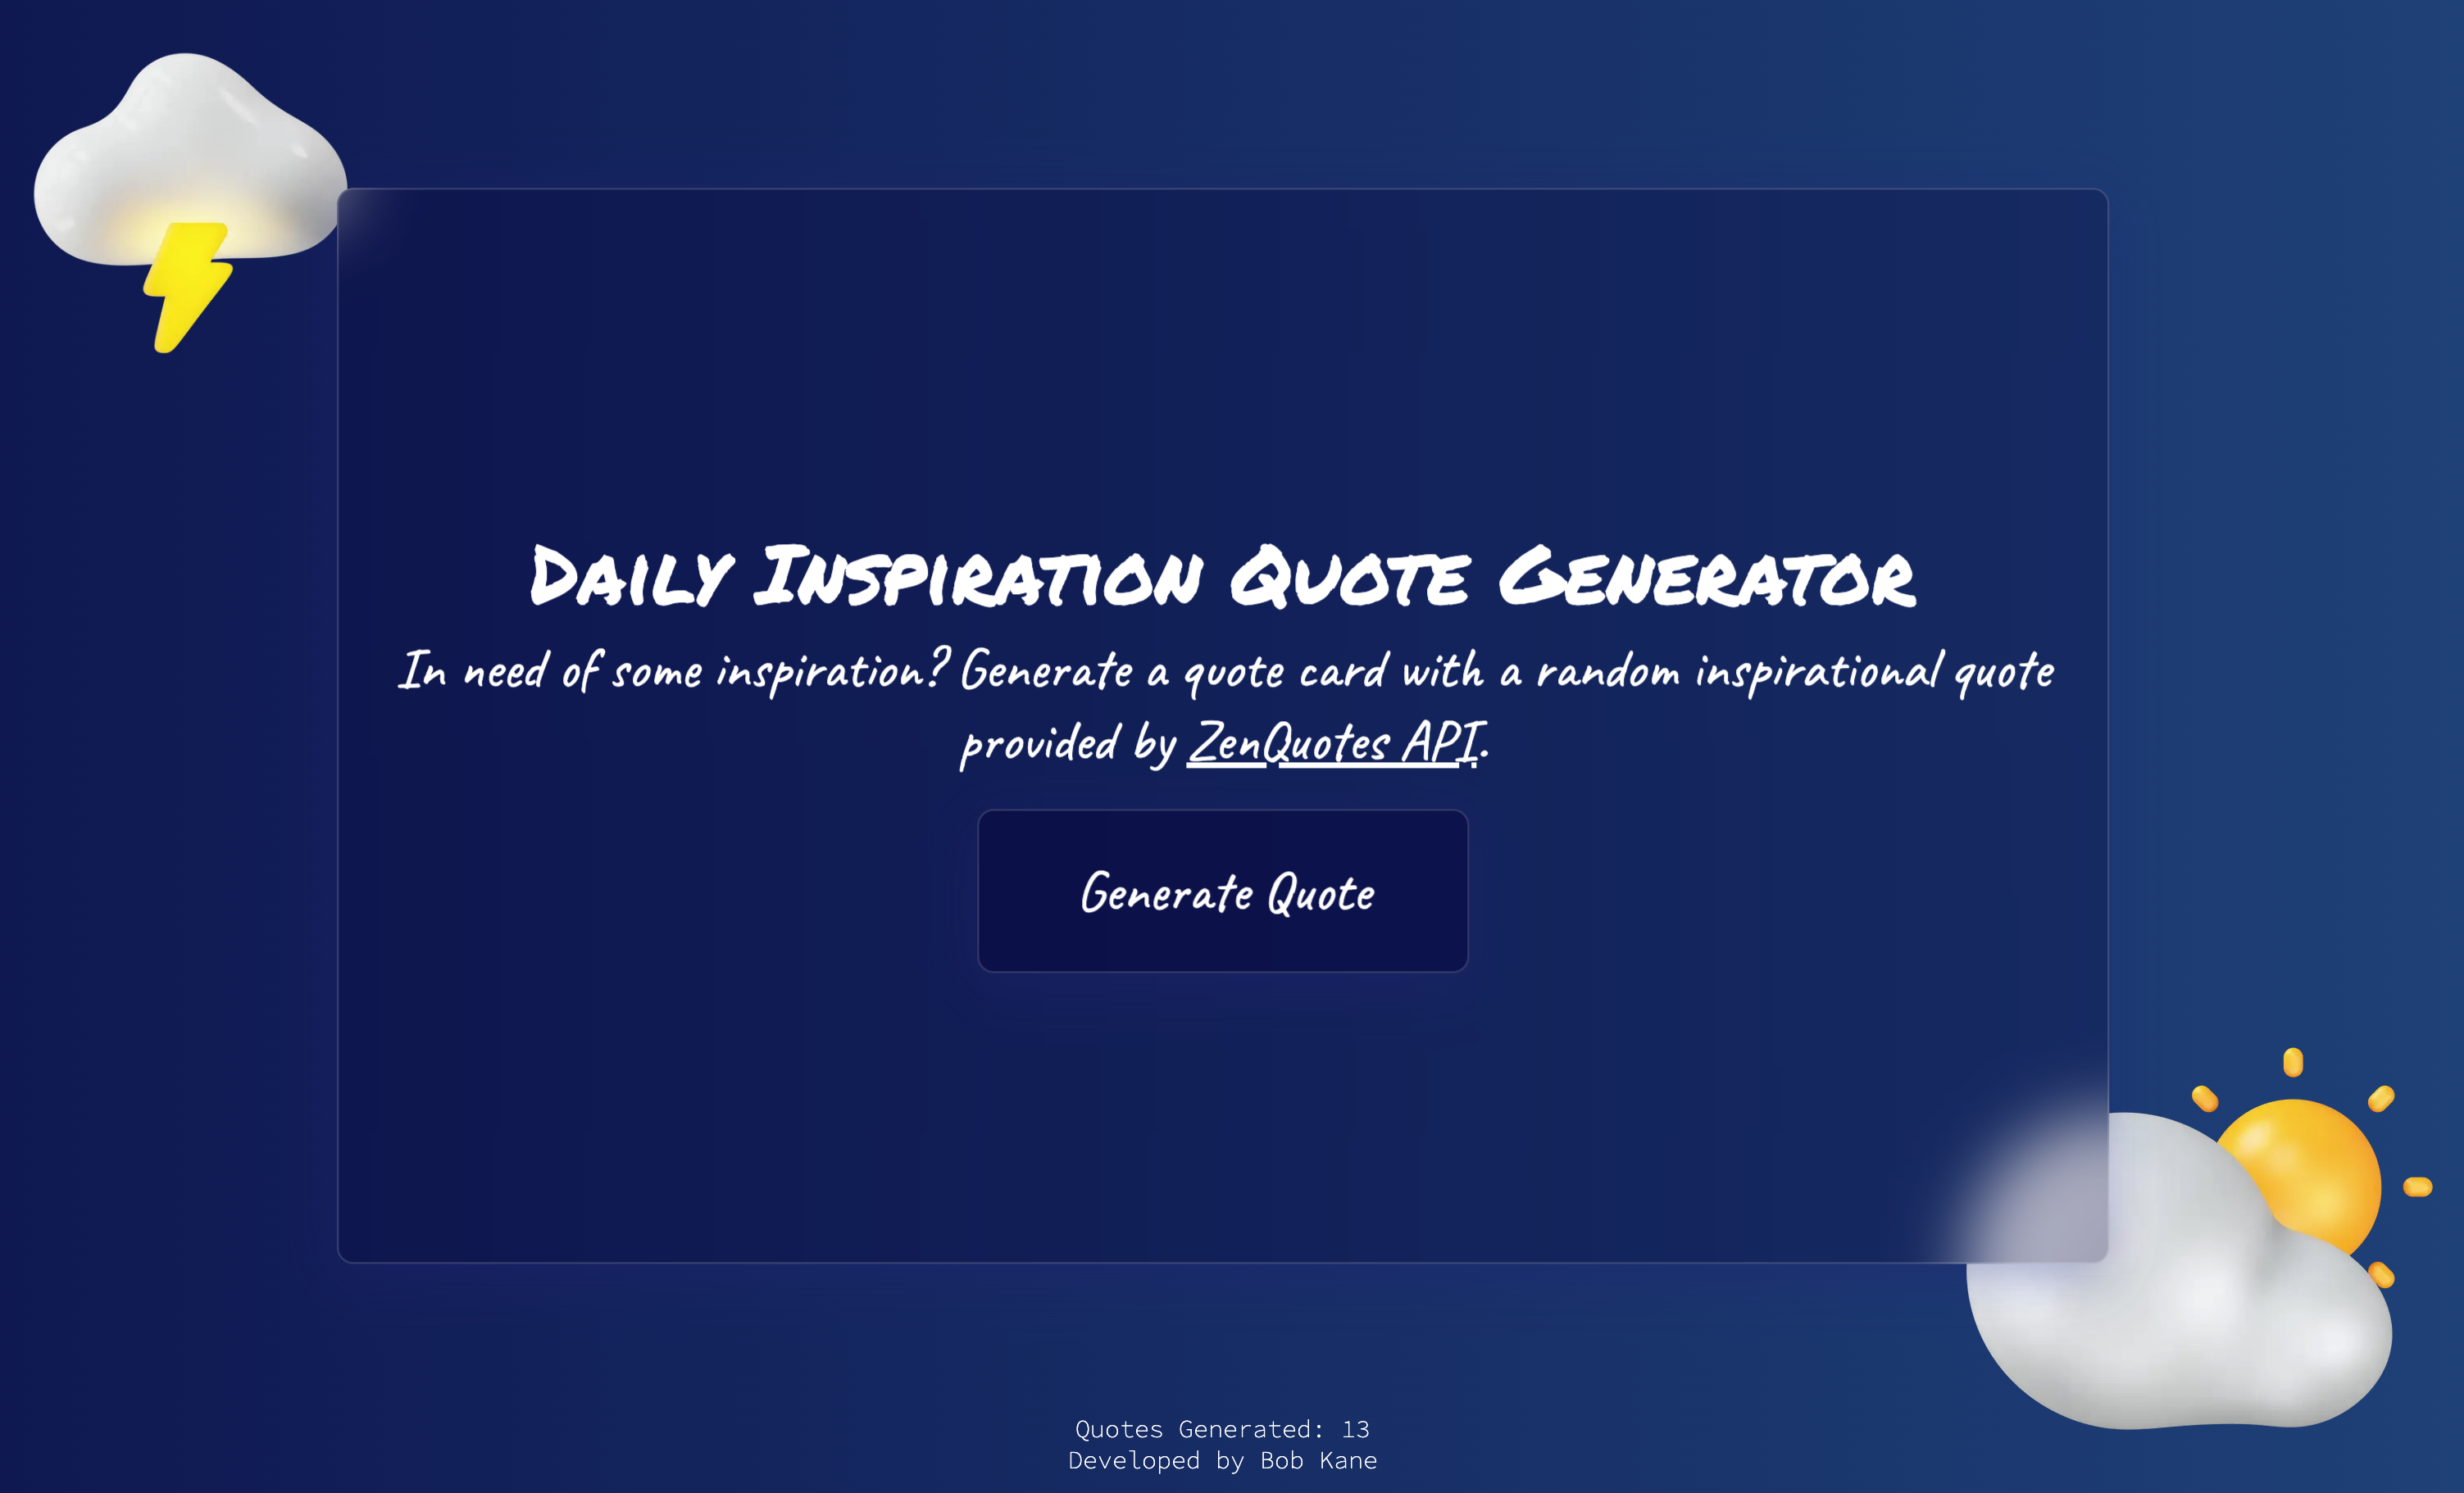 Daily Inspiration Quote Generator
In need of some inspiration? Generate a quote card with a random inspirational quote
provided by ZenQuotes API.
Generate Quote
Quotes Generated: 13
Developed by Bob Kane